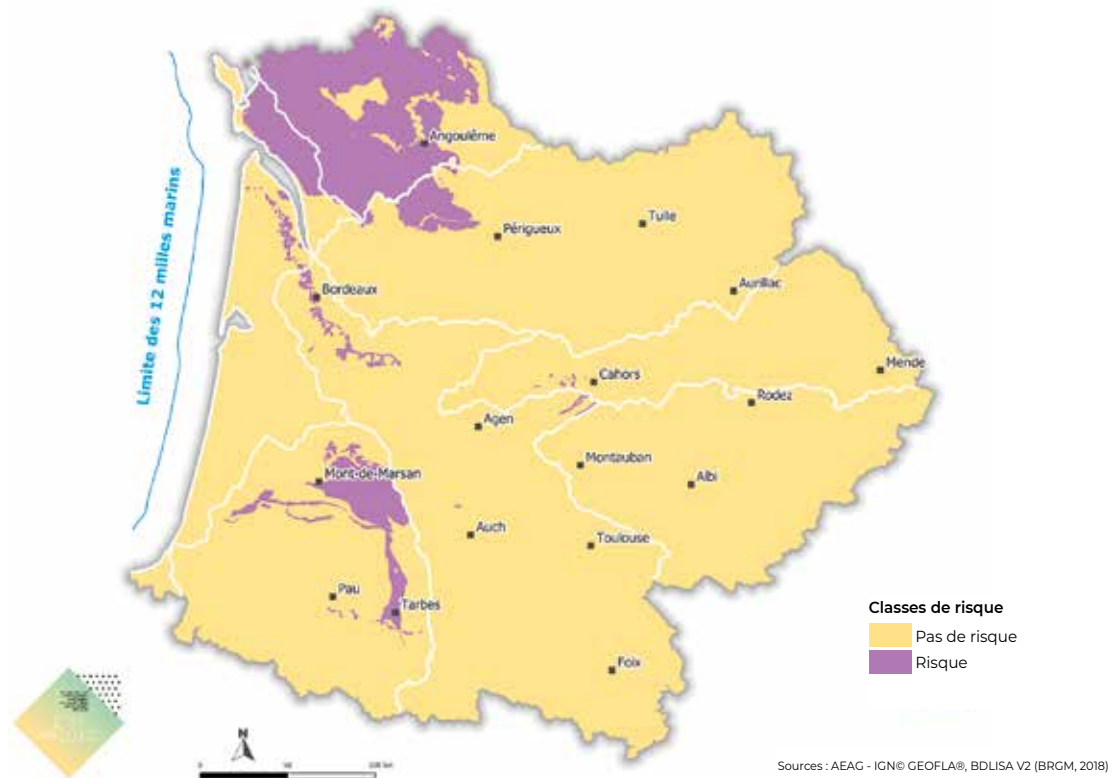 Limite des 12 milles marins
Angoulême
Périgueux
Tulle
Bordeaux
Aurillac
Mende
Cahors
Rodez
Agen
Montauban
Albi
Mont-de-Marsan
Auch
Toulouse
Pau
Tarbes
Foix
Classes de risque
Pas de risque
Risque
N
0
Sources : AEAG - IGN© GEOFLA®, BDLISA V2 (BRGM, 2018)